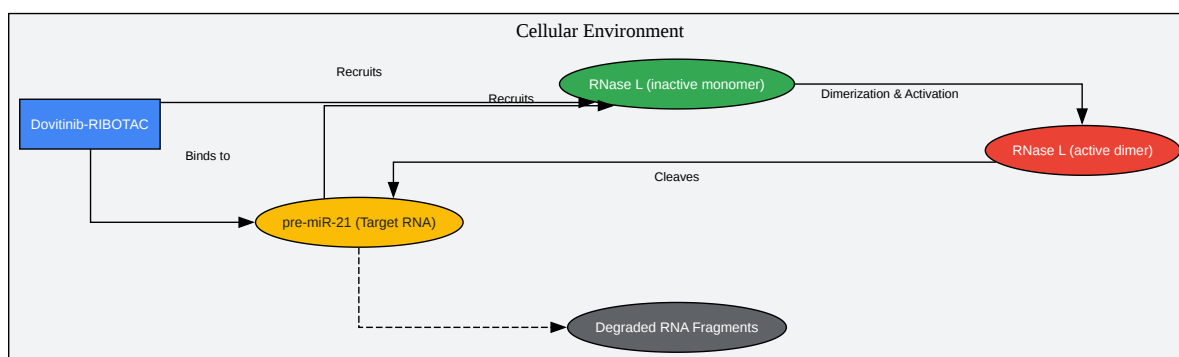 Cellular Environment
Recruits
RNase L (inactive monomer)
Dimerization & Activation
Recruits
Dovitinib-RIBOTAC
RNase L (active dimer)
Binds to
Cleaves
pre-miR-21 (Target RNA)
Degraded RNA Fragments